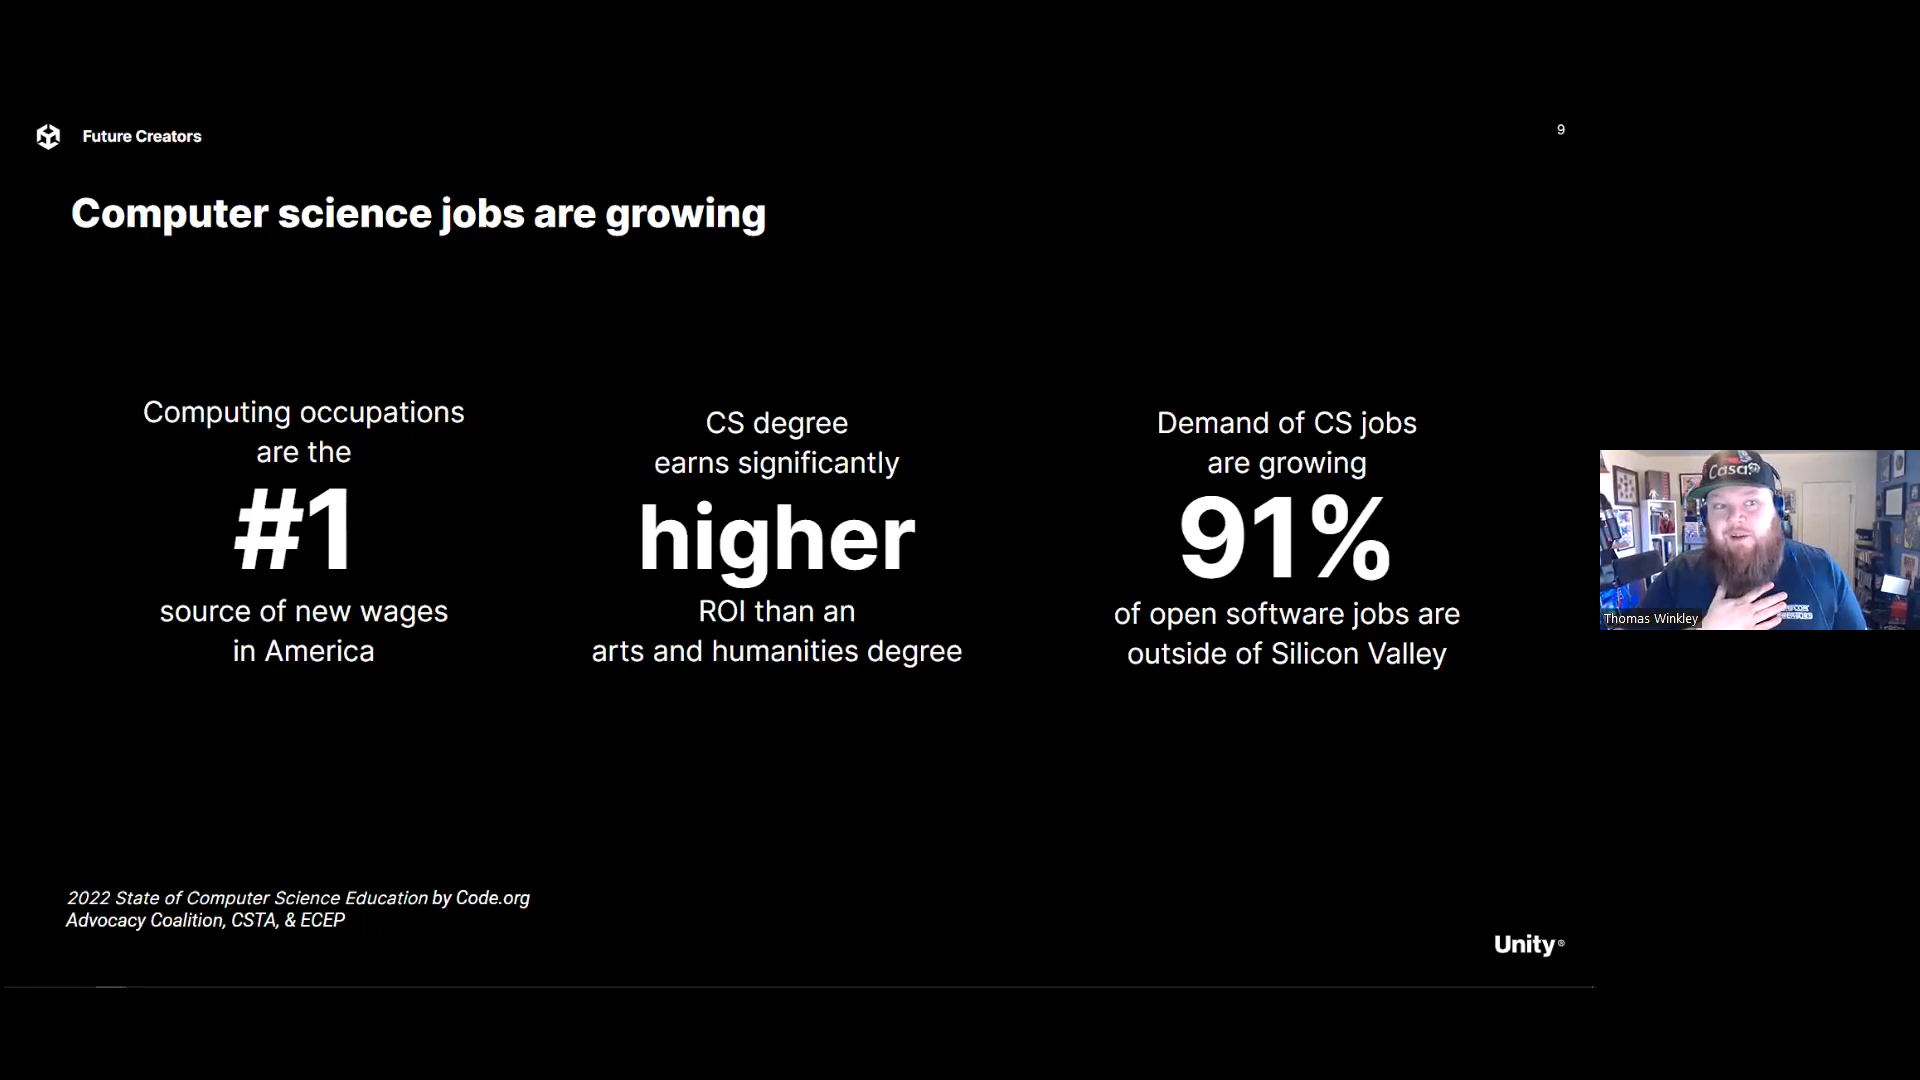 Future Creators
9
Computer science jobs are growing
Computing occupations
are the
#1
source of new wages
in America
CS degree
earns significantly
higher
ROI than an
arts and humanities degree
Demand of CS jobs
are growing
91%
of open software jobs are
outside of Silicon Valley
Casa
Thomas Winkley
2022 State of Computer Science Education by Code.org
Advocacy Coalition, CSTA, & ECEP
Unity®